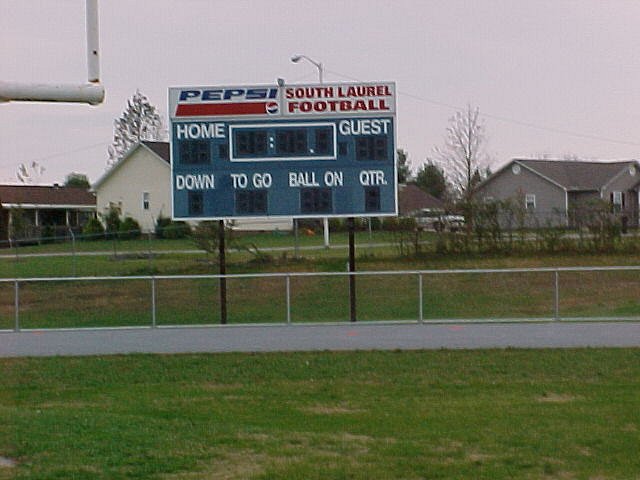 PEPSI SOUTH LAUREL
FOOTBALL
HOME GUEST
DOWN TO GO BALL ON QTR.